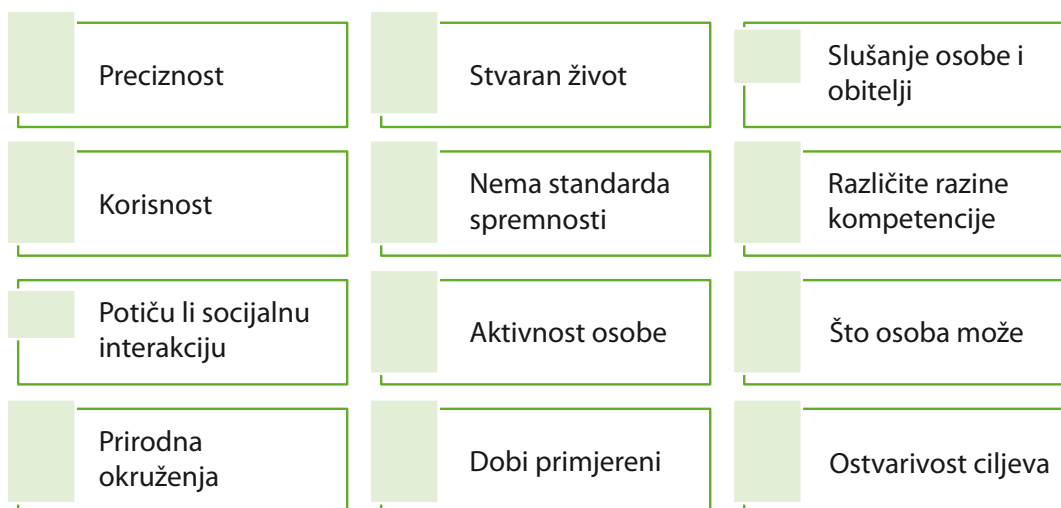 Preciznost
Stvaran život
Slušanje osobe i
obitelji
Korisnost
Nema standarda
spremnosti
Različite razine
kompetencije
Potiču li socijalnu
interakciju
Aktivnost osobe
Što osoba može
Prirodna
okruženja
Dobi primjereni
Ostvarivost ciljeva